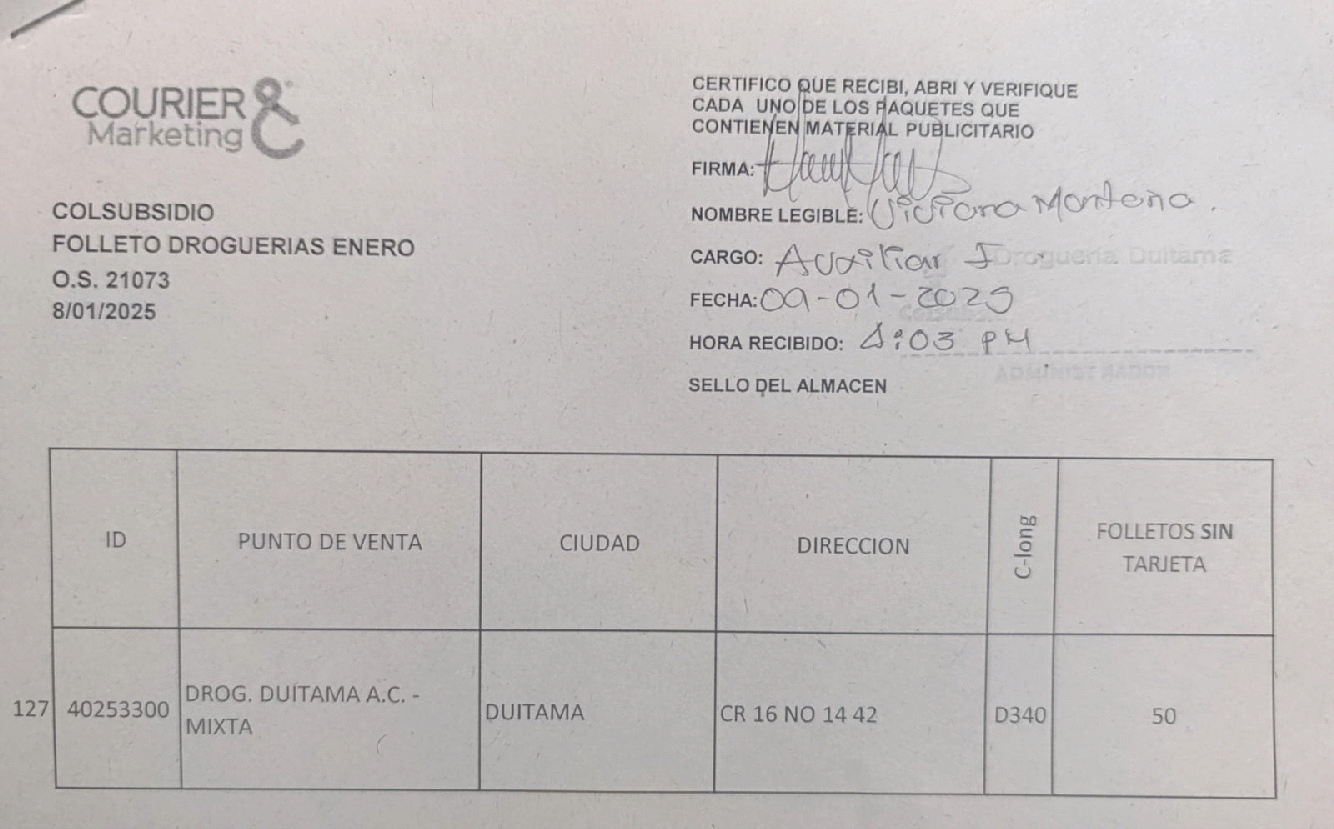 COURIER &
Marketing
COLSUBSIDIO
FOLLETO DROGUERIAS ENERO
O.S. 21073
8/01/2025
CERTIFICO QUE RECIBI, ABRI Y VERIFIQUE
CADA UNO DE LOS PAQUETES QUE
CONTIENEN MATERIAL PUBLICITARIO
FIRMA:
NOMBRE LEGIBLE: Viviana Montaña.
CARGO: Auxiliar I
Droguería Duitama
FECHA: 09-01-2025
HORA RECIBIDO: 4:03 PM
ADMINISTRADOR
SELLO DEL ALMACEN
ID PUNTO DE VENTA CIUDAD DIRECCION C-long FOLLETOS SIN TARJETA
127 40253300 DROG. DUITAMA A.C. - MIXTA DUITAMA CR 16 NO 14 42 D340 50